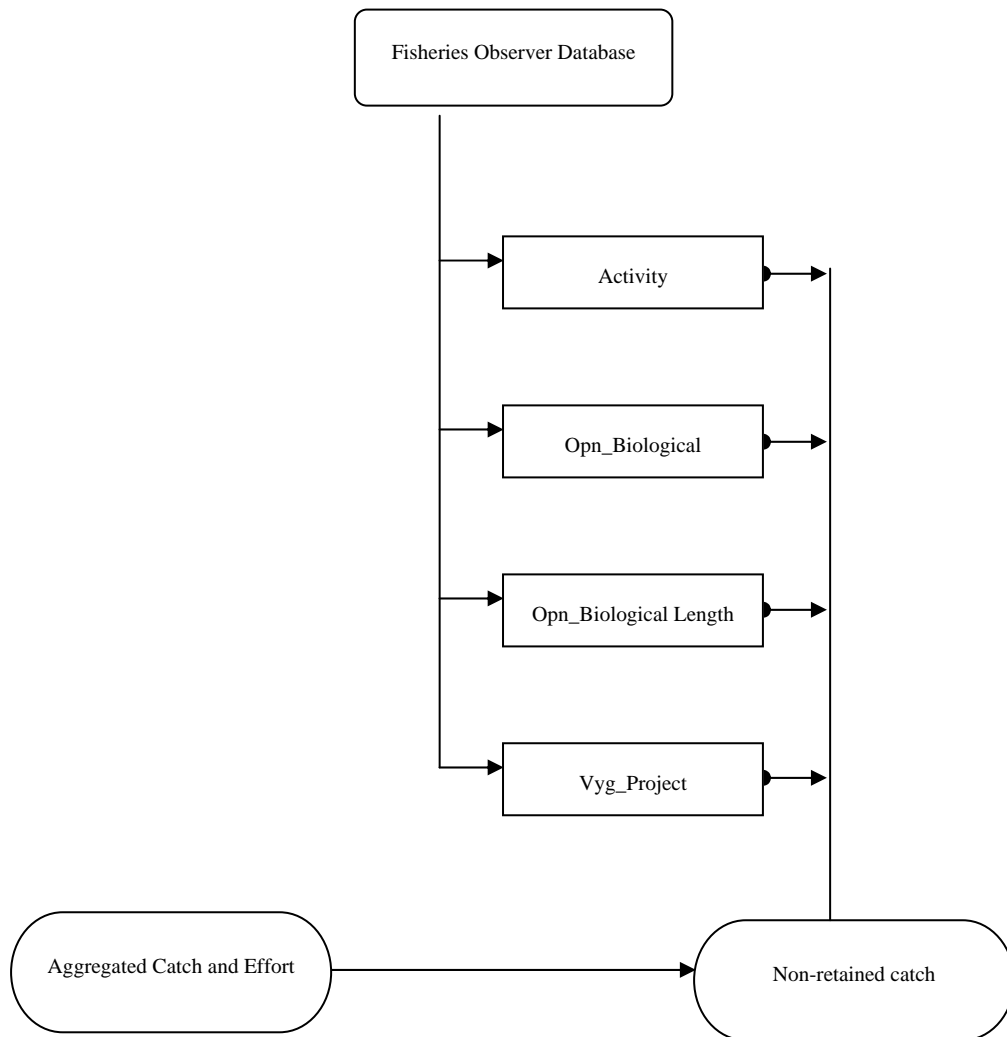 Fisheries Observer Database
Activity
Opn_Biological
Opn_Biological Length
Vyg_Project
Aggregated Catch and Effort
Non-retained catch